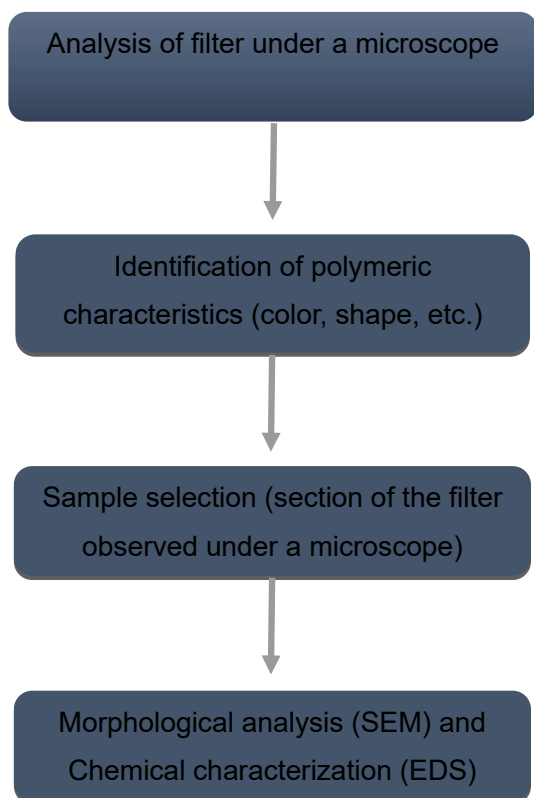 Analysis of filter under a microscope
Identification of polymeric
characteristics (color, shape, etc.)
Sample selection (section of the filter
observed under a microscope)
Morphological analysis (SEM) and
Chemical characterization (EDS)